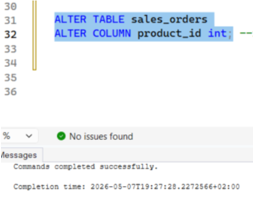 30
31 ALTER TABLE sales_orders
32 ALTER COLUMN product_id int; --
33
34
35
36
% No issues found
Messages
Commands completed successfully.
Completion time: 2026-05-07T19:27:28.2272566+02:00